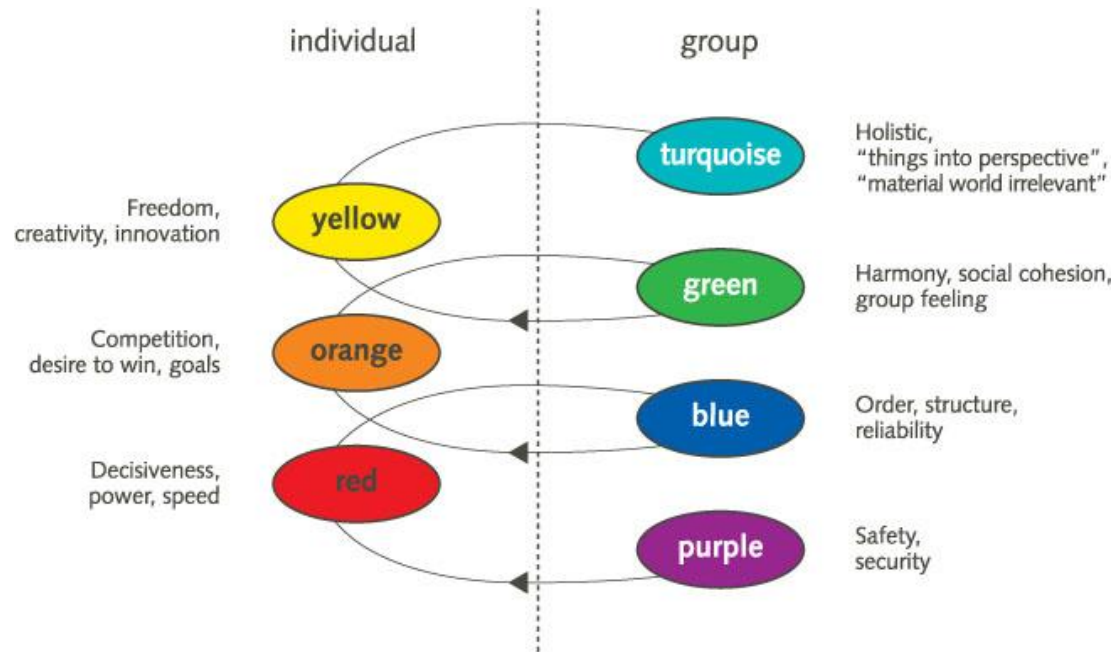 individual
group
turquoise
Holistic,
“things into perspective”,
“material world irrelevant”
Freedom,
creativity, innovation
yellow
green
Harmony, social cohesion,
group feeling
Competition,
desire to win, goals
orange
blue
Order, structure,
reliability
Decisiveness,
power, speed
red
purple
Safety,
security